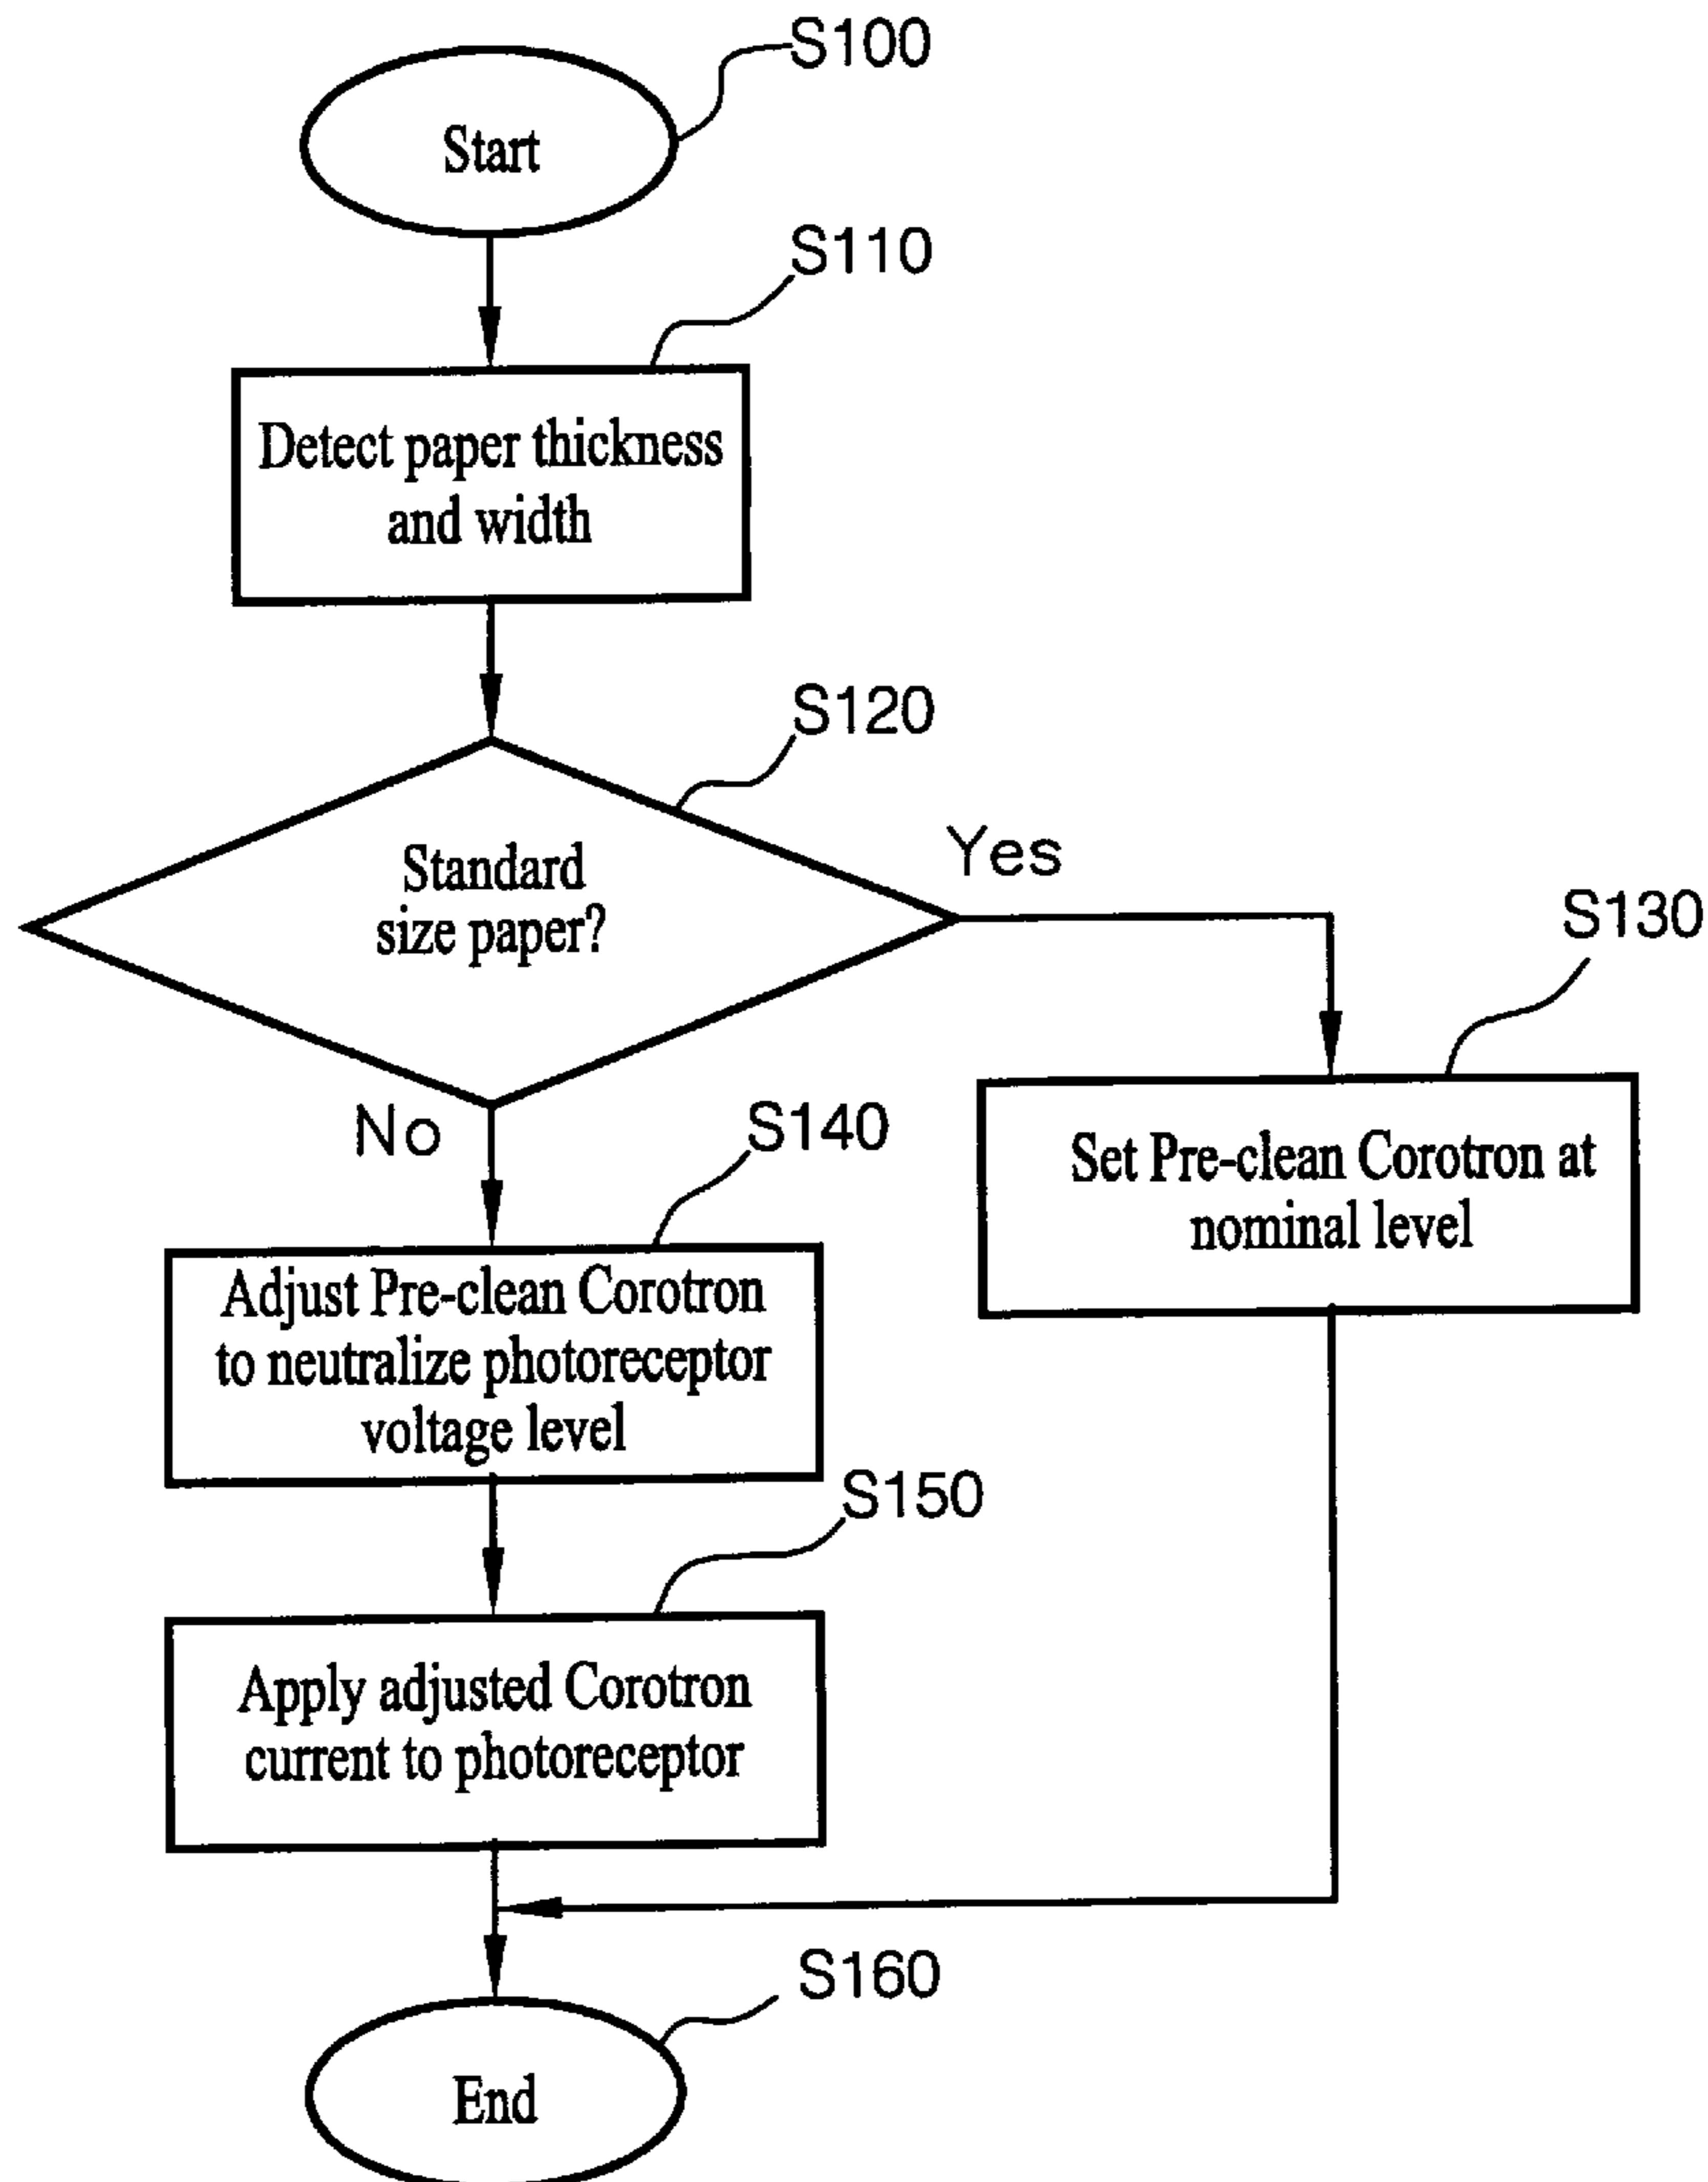 S100
Start
S110
Detect paper thickness
and width
S120
Standard
size paper?
Yes
S130
Set Pre-clean Corotron at
nominal level
No
S140
Adjust Pre-clean Corotron
to neutralize photoreceptor
voltage level
S150
Apply adjusted Corotron
current to photoreceptor
S160
End